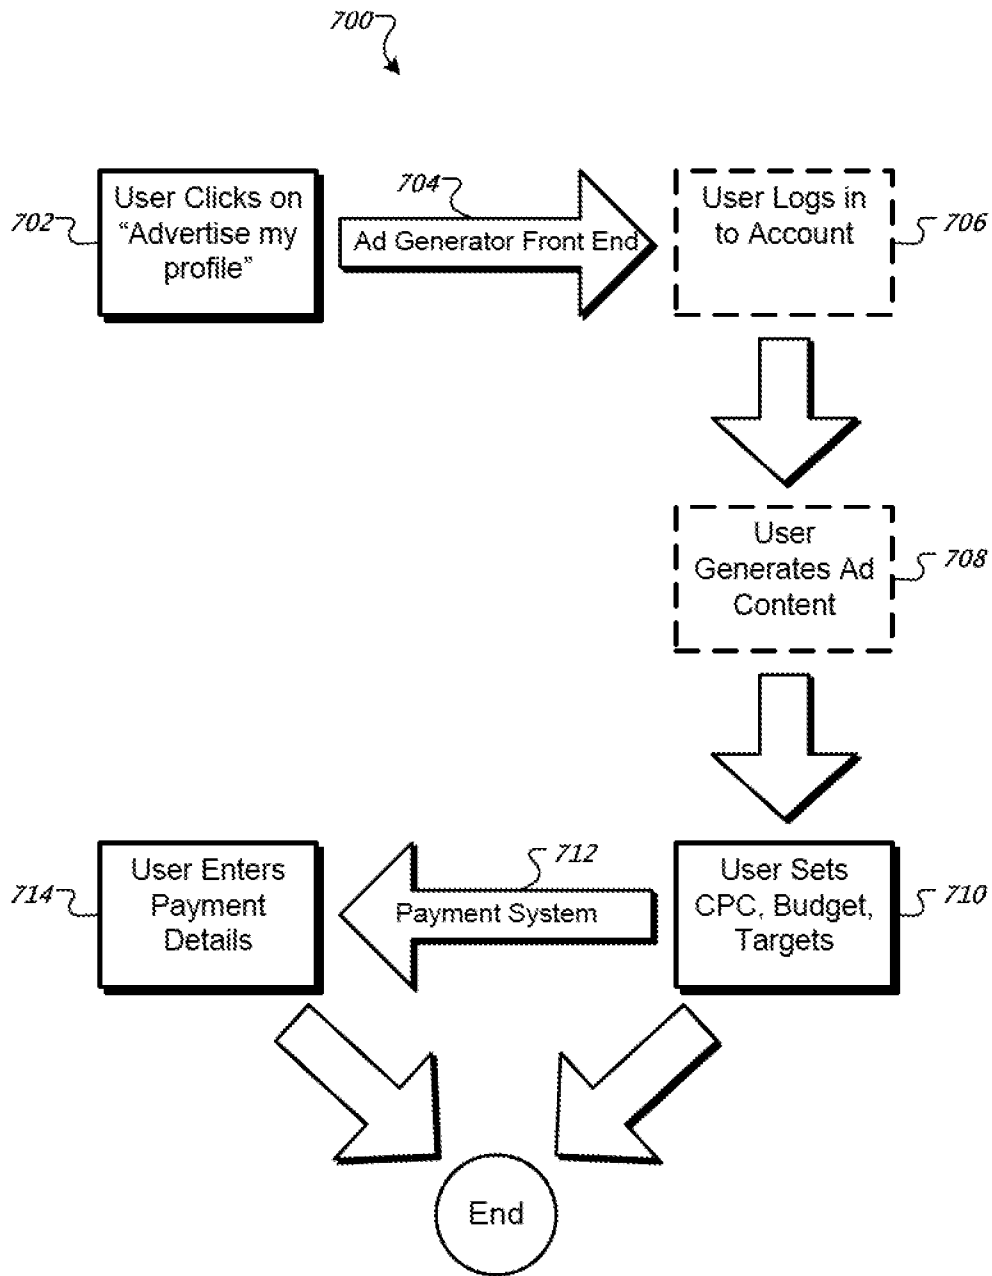 700
User Clicks on
“Advertise my
profile”
702
704
Ad Generator Front End
User Logs in
to Account
706
User
Generates Ad
Content
708
User Sets
CPC, Budget,
Targets
710
712
Payment System
User Enters
Payment
Details
714
End